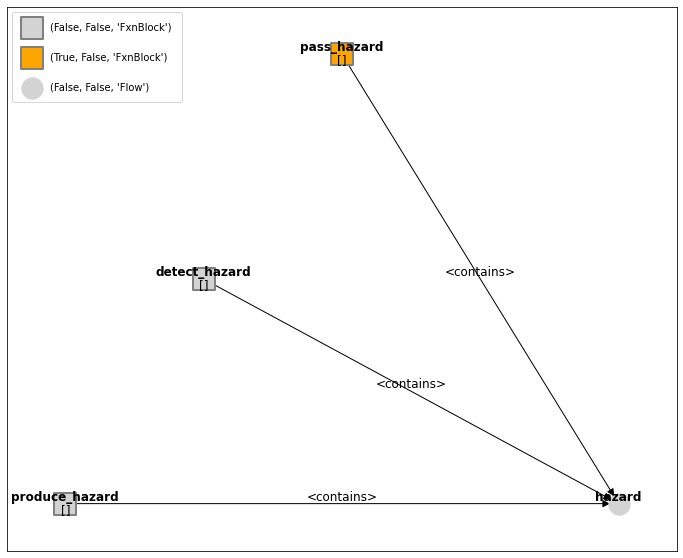 (False, False, 'FxnBlock')
(True, False, 'FxnBlock')
(False, False, 'Flow')
pass_hazard
[]
<contains>
detect_hazard
[]
<contains>
produce_hazard
[]
<contains>
hazard